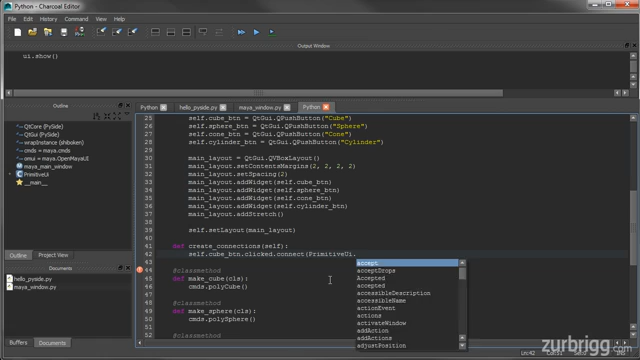 Python - Charcoal Editor
File Edit History Command View Help
Output Window
ui.show()
Outline
Python hello_pyside.py maya_window.py Python
QtCore (PySide)
QtGui (PySide)
wrapInstance (shiboken)
cmds = maya.cmds
omui = maya.OpenMayaUI
maya_main_window
PrimitiveUi
__main__
Outline Project View
Documents
hello_pyside.py
maya_window.py
Buffers Documents
25 self.cube_btn = QtGui.QPushButton("Cube")
26 self.sphere_btn = QtGui.QPushButton("Sphere")
27 self.cone_btn = QtGui.QPushButton("Cone")
28 self.cylinder_btn = QtGui.QPushButton("Cylinder")
29
30 main_layout = QtGui.QVBoxLayout()
31 main_layout.setContentsMargins(2, 2, 2, 2)
32 main_layout.setSpacing(2)
33 main_layout.addWidget(self.cube_btn)
34 main_layout.addWidget(self.sphere_btn)
35 main_layout.addWidget(self.cone_btn)
36 main_layout.addWidget(self.cylinder_btn)
37 main_layout.addStretch()
38
39 self.setLayout(main_layout)
40
41 def create_connections(self):
42 self.cube_btn.clicked.connect(PrimitiveUi.
43
44 @classmethod
45 def make_cube(cls):
46 cmds.polyCube()
47
48 @classmethod
49 def make_sphere(cls):
50 cmds.polySphere()
51
52 @classmethod
accept
acceptDrops
Accepted
accepted
accessibleDescription
accessibleName
actionEvent
actions
activateWindow
addAction
addActions
adjustPosition
zurbrigg
.com
Ln:42